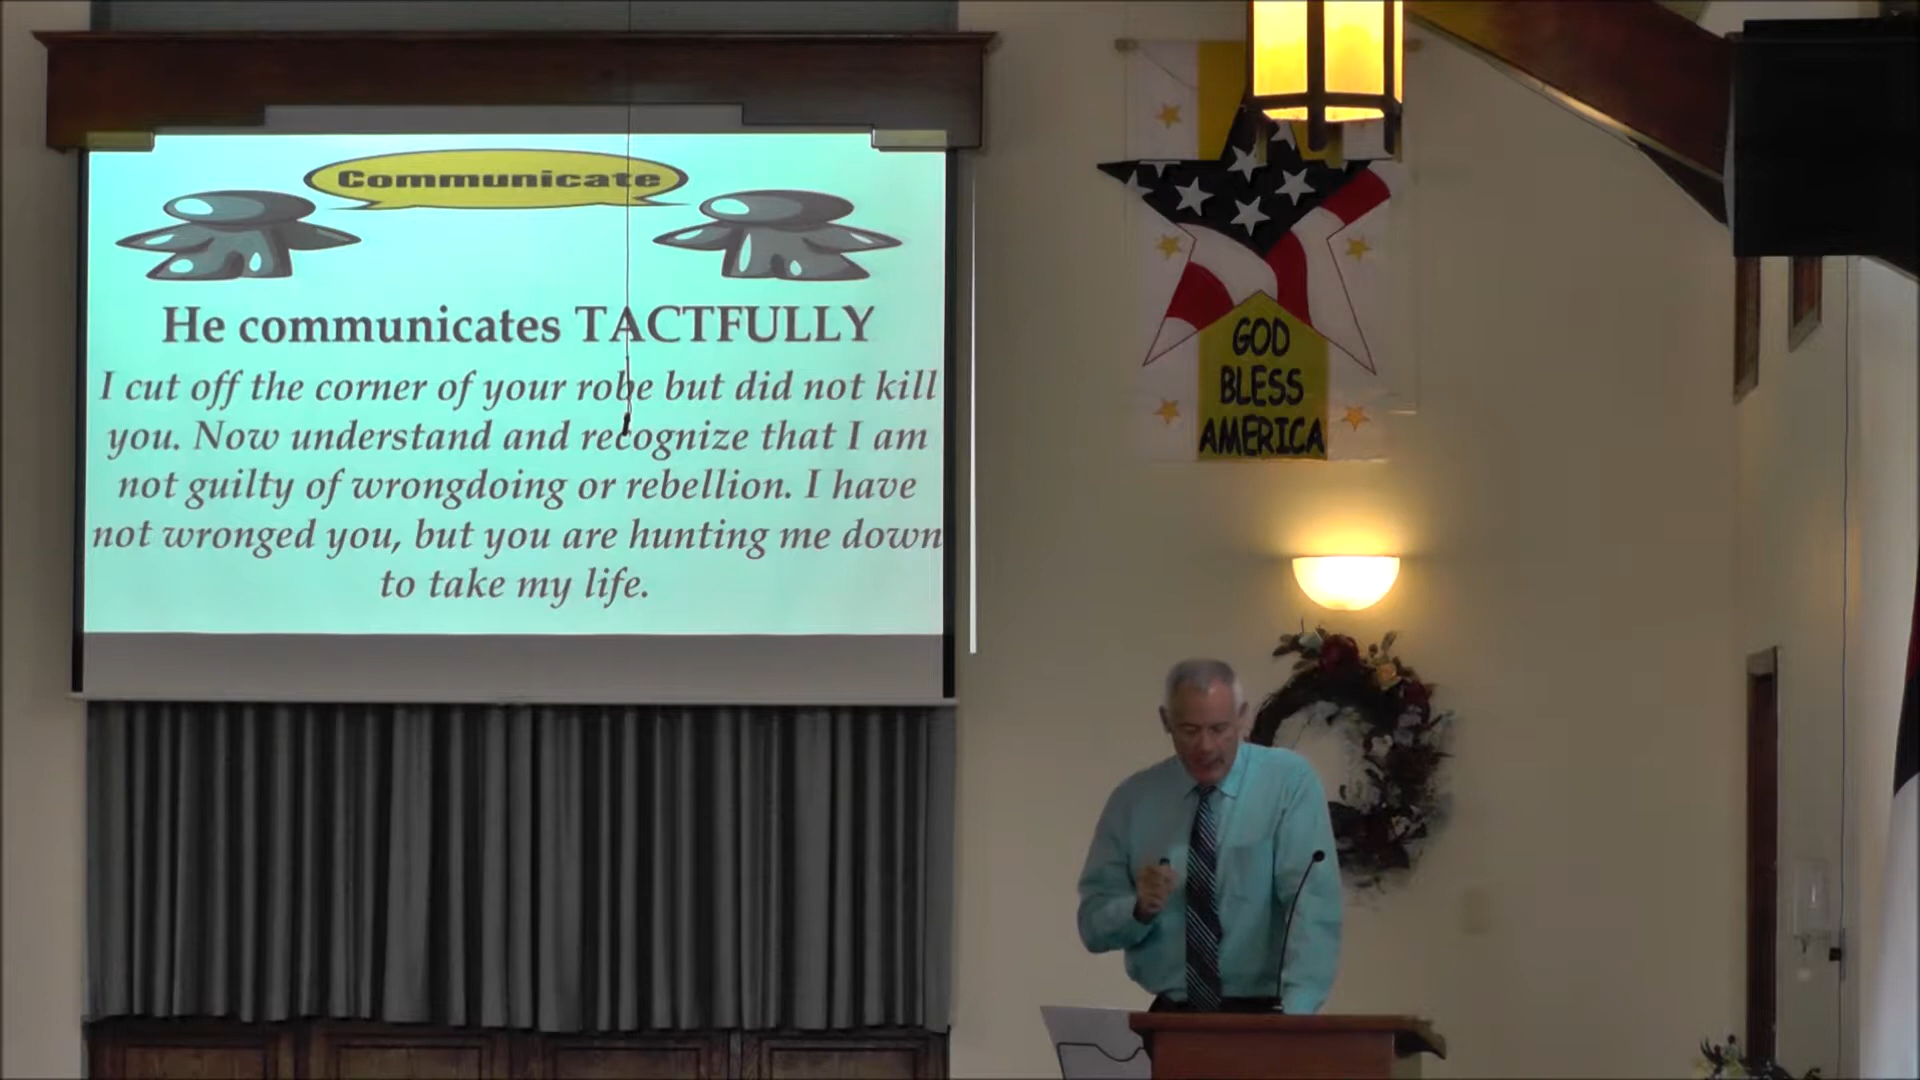 Communicate
He communicates TACTFULLY
I cut off the corner of your robe but did not kill
you. Now understand and recognize that I am
not guilty of wrongdoing or rebellion. I have
not wronged you, but you are hunting me down
to take my life.
GOD
BLESS
AMERICA